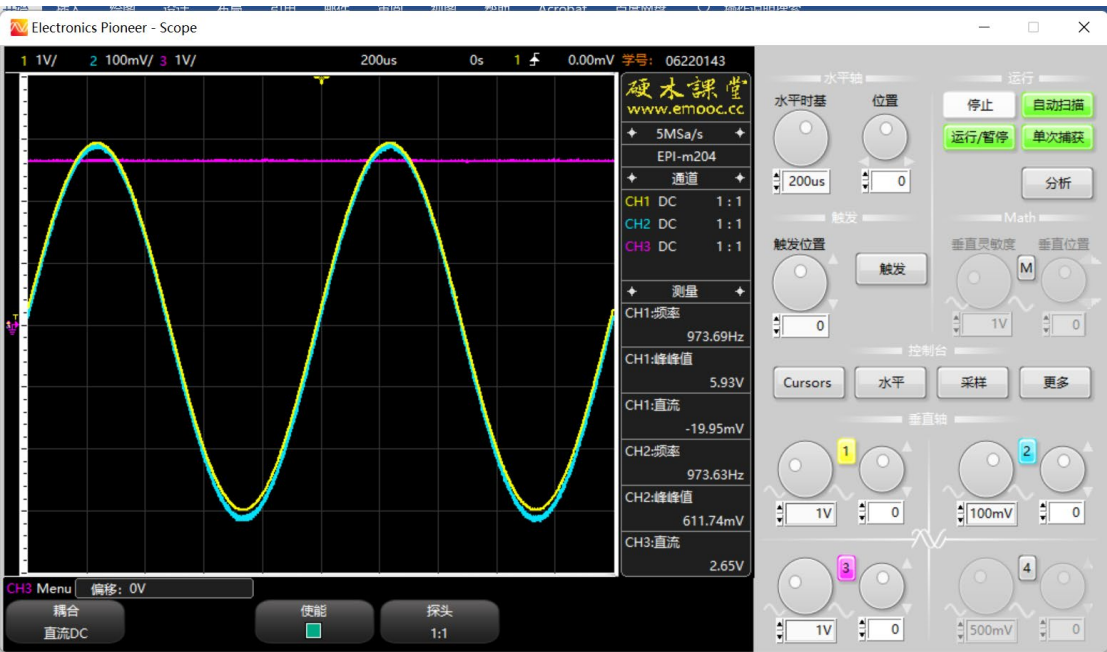 Electronics Pioneer - Scope
1 1V/ 2 100mV/ 3 1V/ 200us 0s 1 0.00mV 学号: 06220143
硬木課堂
www.emooc.cc
5MSa/s
EPI-m204
通道
CH1 DC 1:1
CH2 DC 1:1
CH3 DC 1:1
测量
CH1:频率
973.69Hz
CH1:峰峰值
5.93V
CH1:直流
-19.95mV
CH2:频率
973.63Hz
CH2:峰峰值
611.74mV
CH3:直流
2.65V
T
CH3 Menu 偏移: 0V
耦合 使能 探头
直流DC 1:1
水平轴 运行
水平时基 位置 停止 自动扫描
运行/暂停 单次捕获
200us 0 分析
触发 Math
触发位置 触发 垂直灵敏度 垂直位置
M
0 1V 0
控制台
Cursors 水平 采样 更多
垂直轴
1 2
1V 0 100mV 0
3 4
1V 0 500mV 0